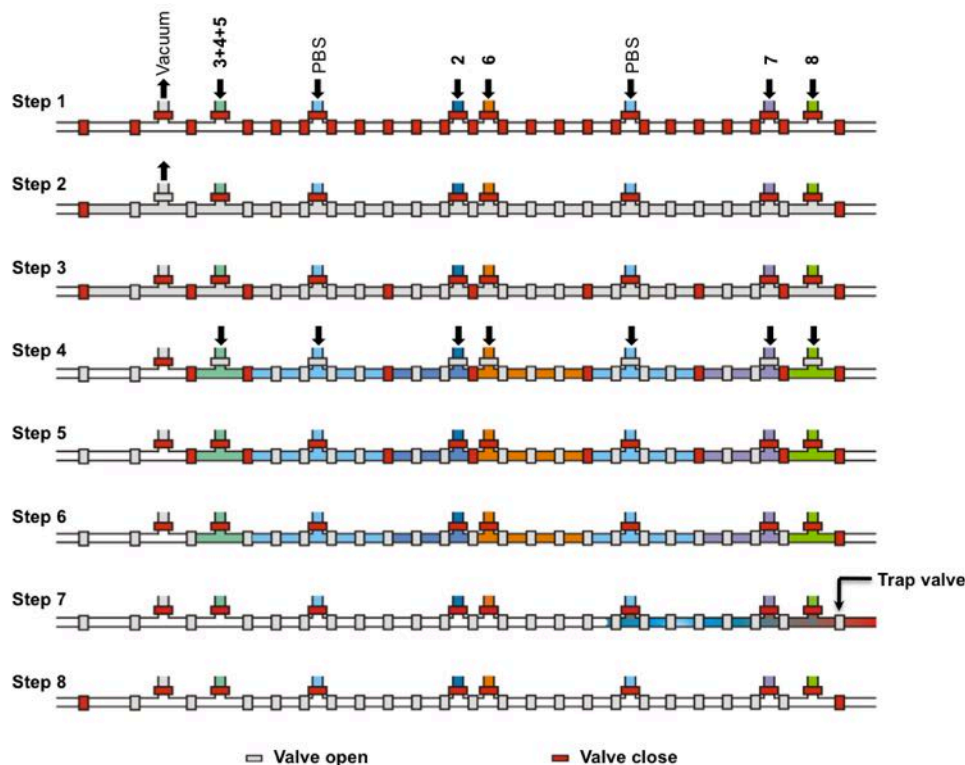 Vacuum
3+4+5
PBS
2
6
PBS
7
8
Step 1
Step 2
Step 3
Step 4
Step 5
Step 6
Step 7
Trap valve
Step 8
Valve open
Valve close